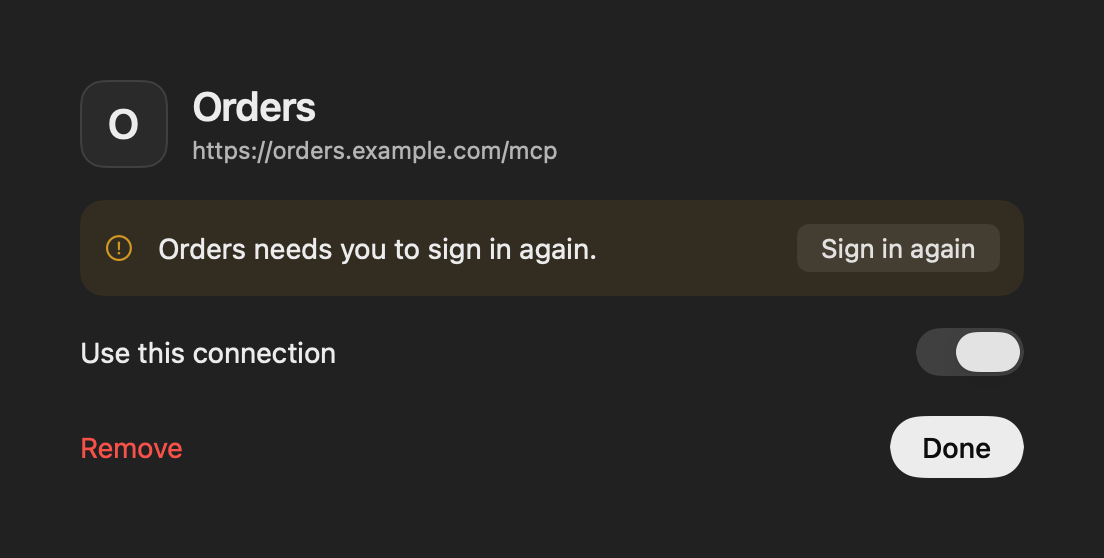 O
Orders
https://orders.example.com/mcp
Orders needs you to sign in again.
Sign in again
Use this connection
Remove
Done